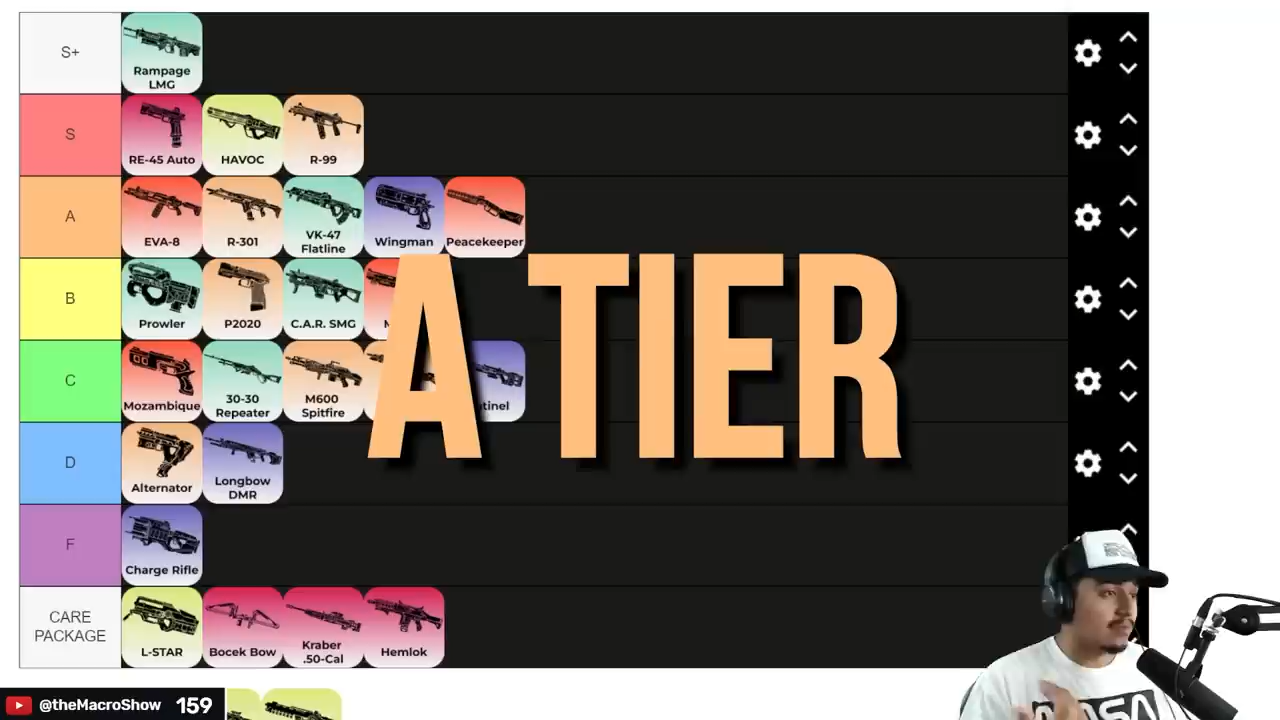 S+
Rampage
LMG
S
RE-45 Auto
HAVOC
R-99
A
EVA-8
R-301
VK-47
Flatline
Wingman
Peacekeeper
B
Prowler
P2020
C.A.R. SMG
A TIER
C
Mozambique
30-30
Repeater
M600
Spitfire
D
Alternator
Longbow
DMR
F
Charge Rifle
CARE
PACKAGE
L-STAR
Bocek Bow
Kraber
.50-Cal
Hemlok
@theMacroShow 159